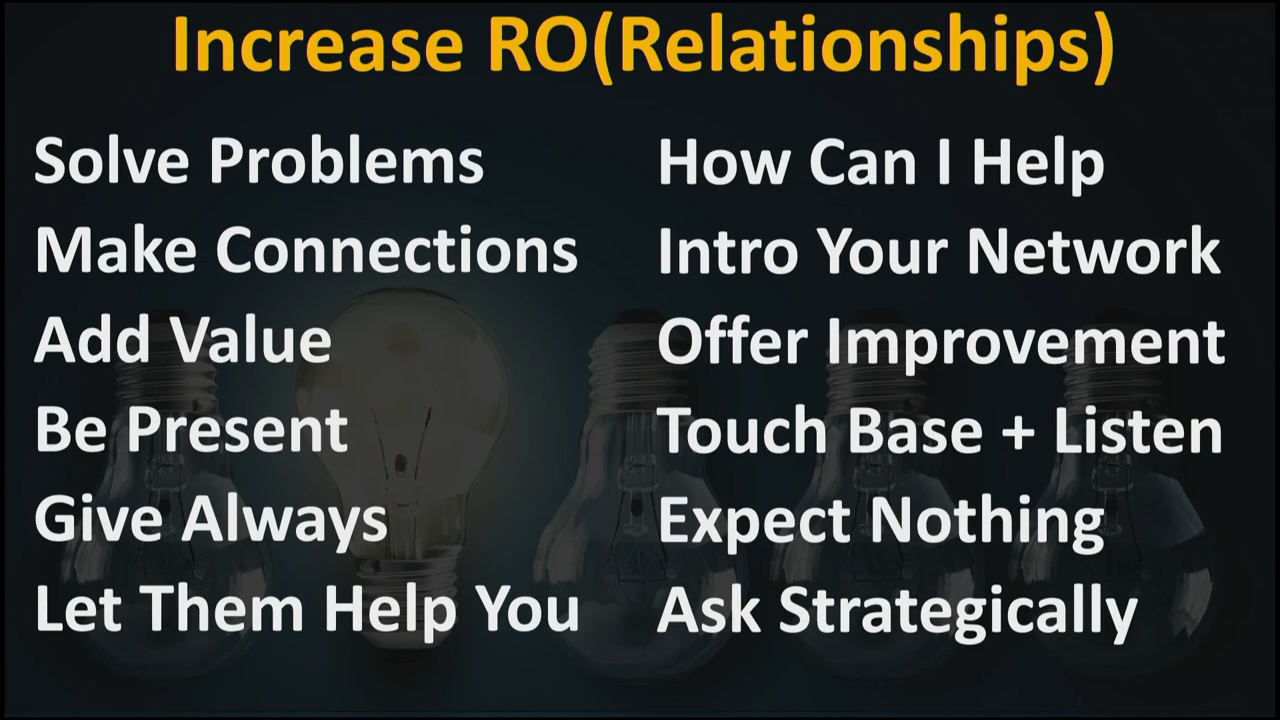 Increase RO(Relationships)
Solve Problems
Make Connections
Add Value
Be Present
Give Always
Let Them Help You
How Can I Help
Intro Your Network
Offer Improvement
Touch Base + Listen
Expect Nothing
Ask Strategically